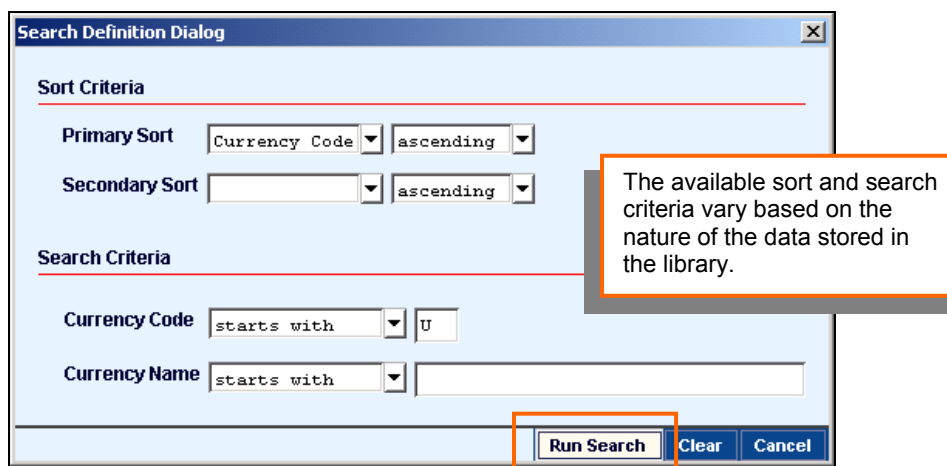 Search Definition Dialog
Sort Criteria
Primary Sort Currency Code ascending
Secondary Sort ascending
The available sort and search
criteria vary based on the
nature of the data stored in
the library.
Search Criteria
Currency Code starts with U
Currency Name starts with
Run Search Clear Cancel